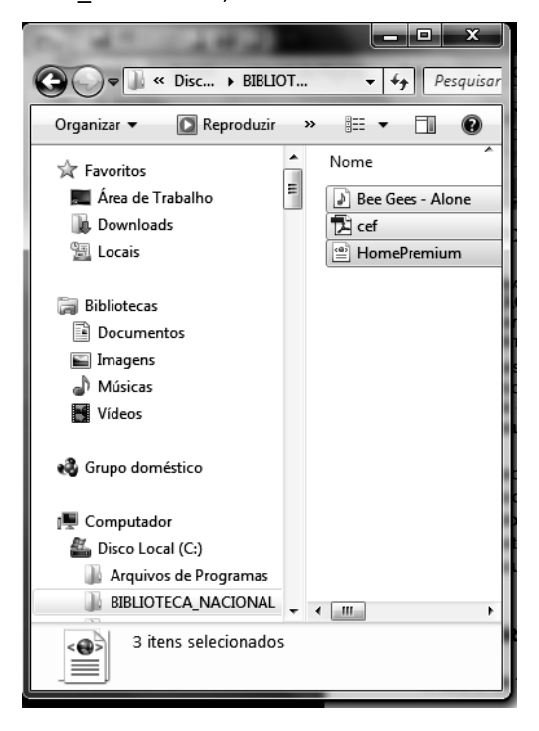 « Disc... ▸ BIBLIOT...
Pesquisar
Organizar
Reproduzir
»
Nome
Favoritos
Área de Trabalho
Downloads
Locais
Bibliotecas
Documentos
Imagens
Músicas
Vídeos
Grupo doméstico
Computador
Disco Local (C:)
Arquivos de Programas
BIBLIOTECA_NACIONAL
Bee Gees - Alone
cef
HomePremium
3 itens selecionados